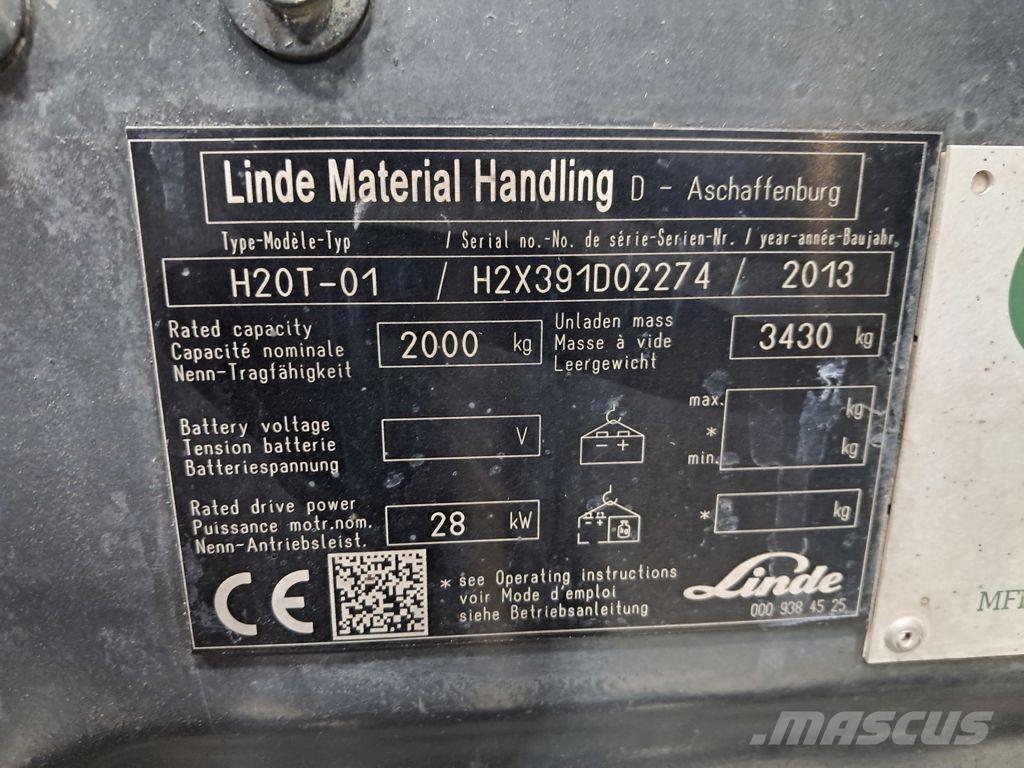 Linde Material Handling D - Aschaffenburg
Type-Modèle-Typ / Serial no.-No. de série-Serien-Nr. / year-année-Baujahr
H20T-01 / H2X391D02274 / 2013
Rated capacity
Capacité nominale
Nenn-Tragfähigkeit
2000 kg
Unladen mass
Masse à vide
Leergewicht
3430 kg
Battery voltage
Tension batterie
Batteriespannung
V
- +
max. kg
*
min. kg
Rated drive power
Puissance motr.nom.
Nenn-Antriebsleist.
28 kW
- +
kg
* kg
CE
* see Operating instructions
voir Mode d'emploi
siehe Betriebsanleitung
Linde
000 938 45 25
MASCUS